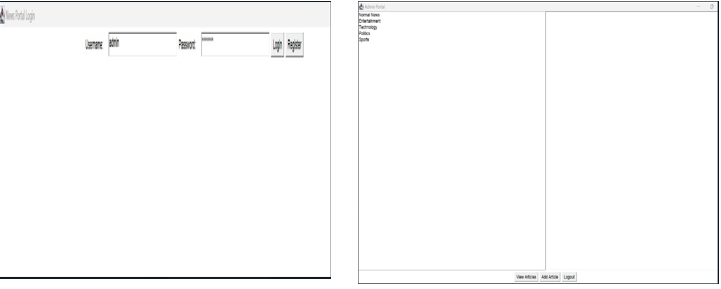 News Portal Login
Username: admin Password: ******** Login Register
Admin Portal
Normal News
Entertainment
Technology
Politics
Sports
View Articles Add Article Logout